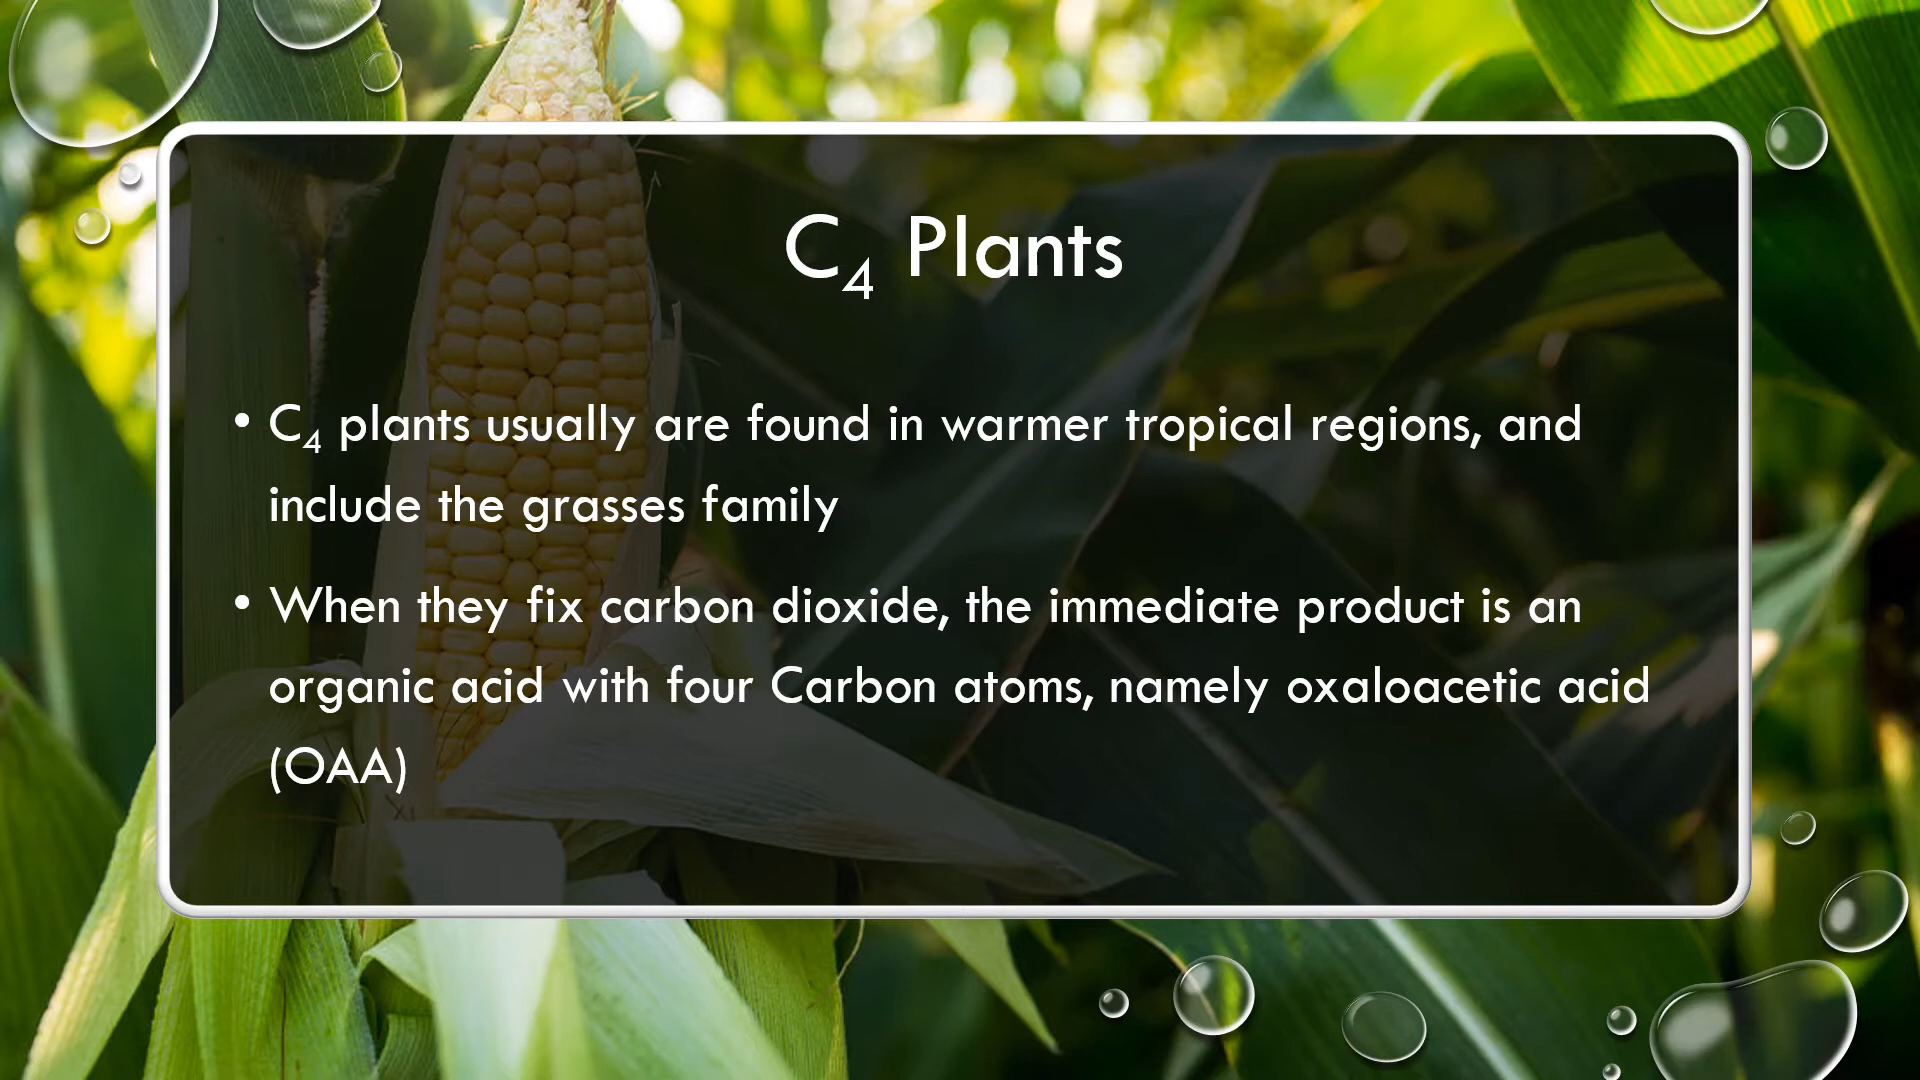 C₄ Plants
• C₄ plants usually are found in warmer tropical regions, and
include the grasses family
• When they fix carbon dioxide, the immediate product is an
organic acid with four Carbon atoms, namely oxaloacetic acid
(OAA)